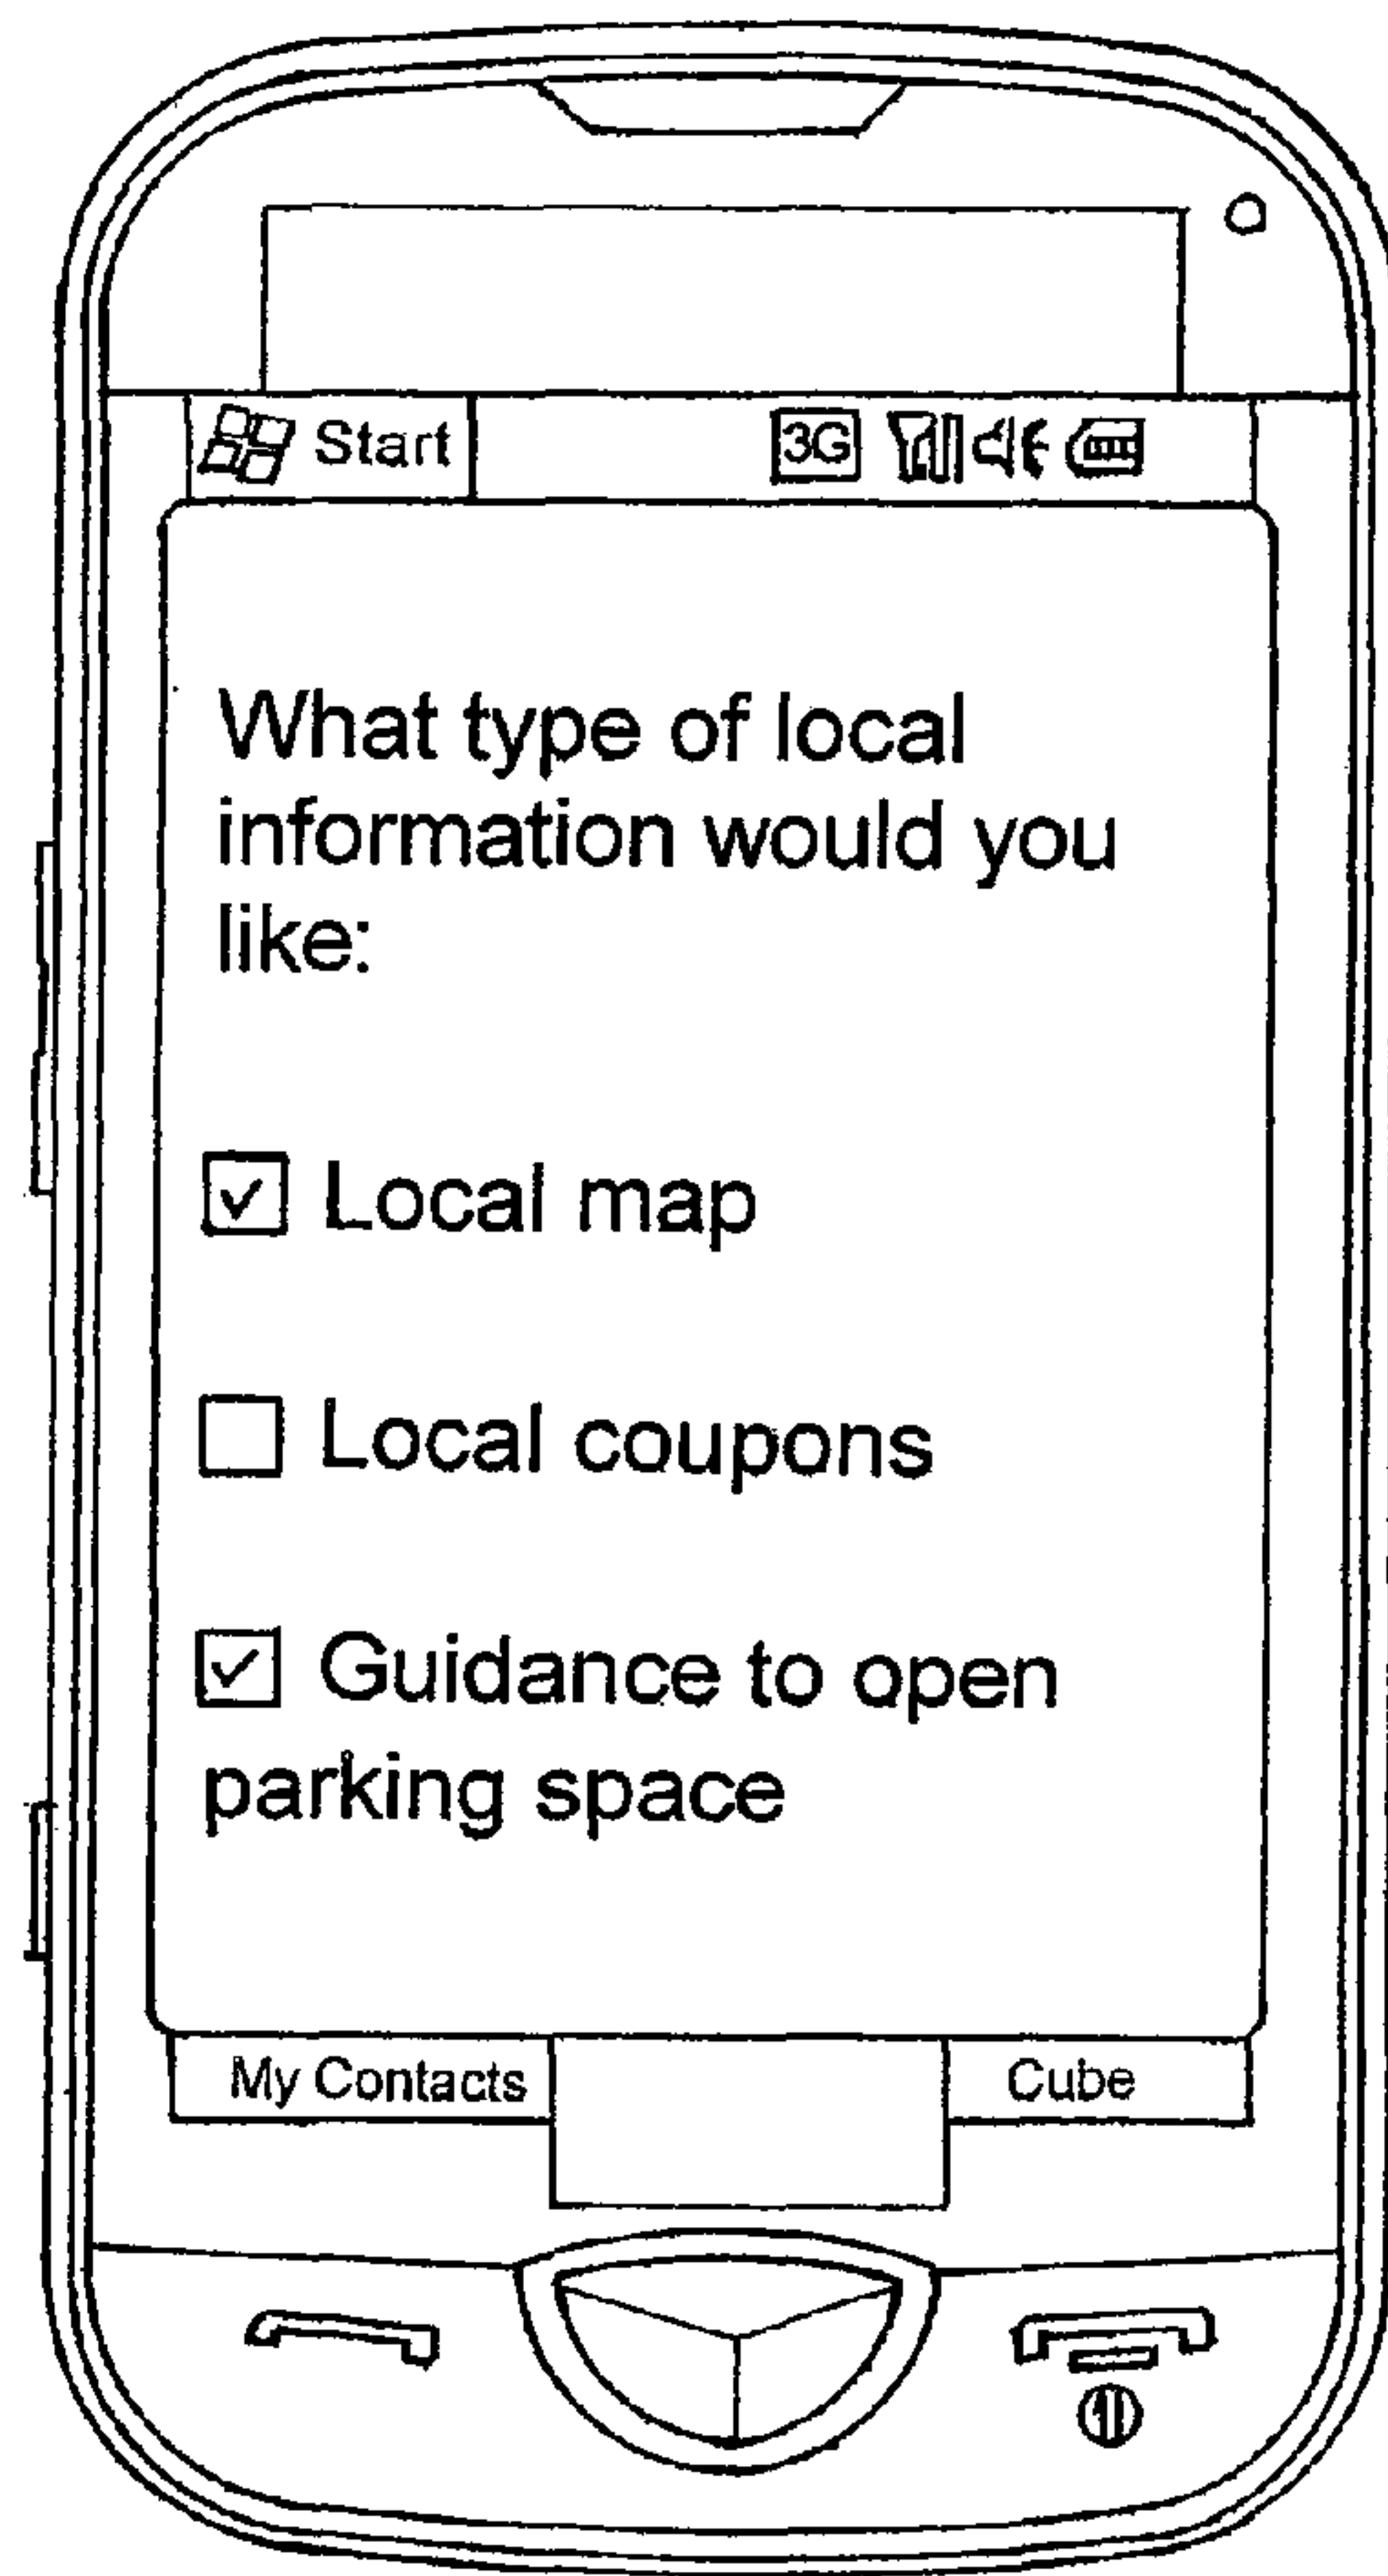 Start 3G
What type of local
information would you
like:
Local map
Local coupons
Guidance to open
parking space
My Contacts Cube